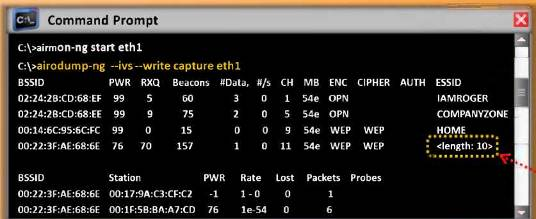 Command Prompt
C:\>airmon-ng start eth1
C:\>airodump-ng --ivs --write capture eth1
BSSID PWR RXQ Beacons #Data, #/s CH MB ENC CIPHER AUTH ESSID
02:24:2B:CD:68:EF 99 5 60 3 0 1 54e OPN IAMROGER
02:24:2B:CD:68:EE 99 9 75 2 0 5 54e OPN COMPANYZONE
00:14:6C:95:6C:FC 99 0 15 0 0 9 54e WEP WEP HOME
00:22:3F:AE:68:6E 76 70 157 1 0 11 54e WEP WEP <length: 10>
BSSID Station PWR Rate Lost Packets Probes
00:22:3F:AE:68:6E 00:17:9A:C3:CF:C2 -1 1 - 0 0 1
00:22:3F:AE:68:6E 00:1F:5B:BA:A7:CD 76 1e-54 0 6